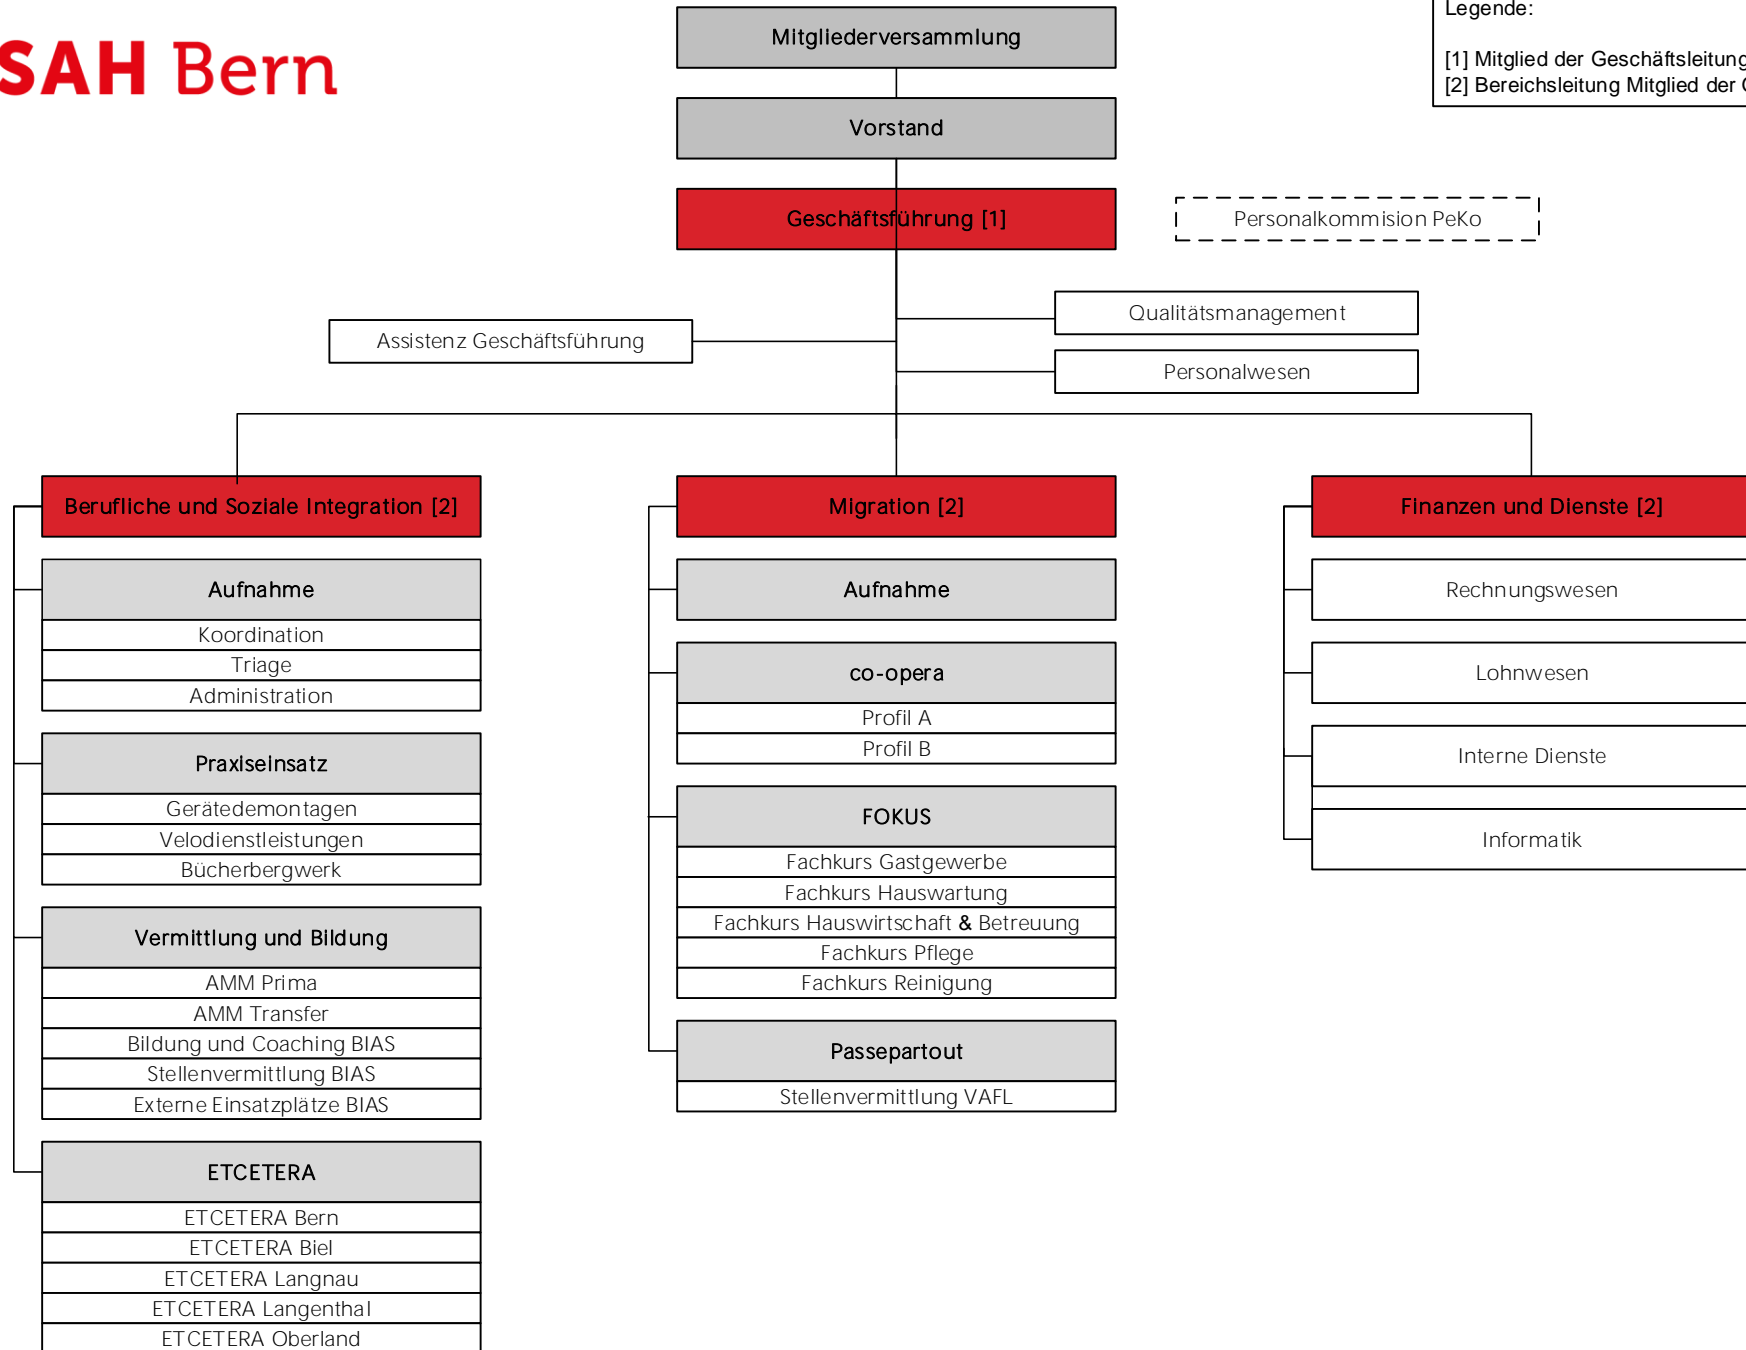 SAH Bern
Mitgliederversammlung
Legende:
[1] Mitglied der Geschäftsleitung
[2] Bereichsleitung Mitglied der
Vorstand
Geschäftsführung [1]
Personalkommision PeKo
Qualitätsmanagement
Assistenz Geschäftsführung
Personalwesen
Berufliche und Soziale Integration [2]
Aufnahme
Koordination
Triage
Administration
Praxiseinsatz
Gerätedemontagen
Velodienstleistungen
Bücherbergwerk
Vermittlung und Bildung
AMM Prima
AMM Transfer
Bildung und Coaching BIAS
Stellenvermittlung BIAS
Externe Einsatzplätze BIAS
ETCETERA
ETCETERA Bern
ETCETERA Biel
ETCETERA Langnau
ETCETERA Langenthal
ETCETERA Oberland
Migration [2]
Aufnahme
co-opera
Profil A
Profil B
FOKUS
Fachkurs Gastgewerbe
Fachkurs Hauswartung
Fachkurs Hauswirtschaft & Betreuung
Fachkurs Pflege
Fachkurs Reinigung
Passepartout
Stellenvermittlung VAFL
Finanzen und Dienste [2]
Rechnungswesen
Lohnwesen
Interne Dienste
Informatik